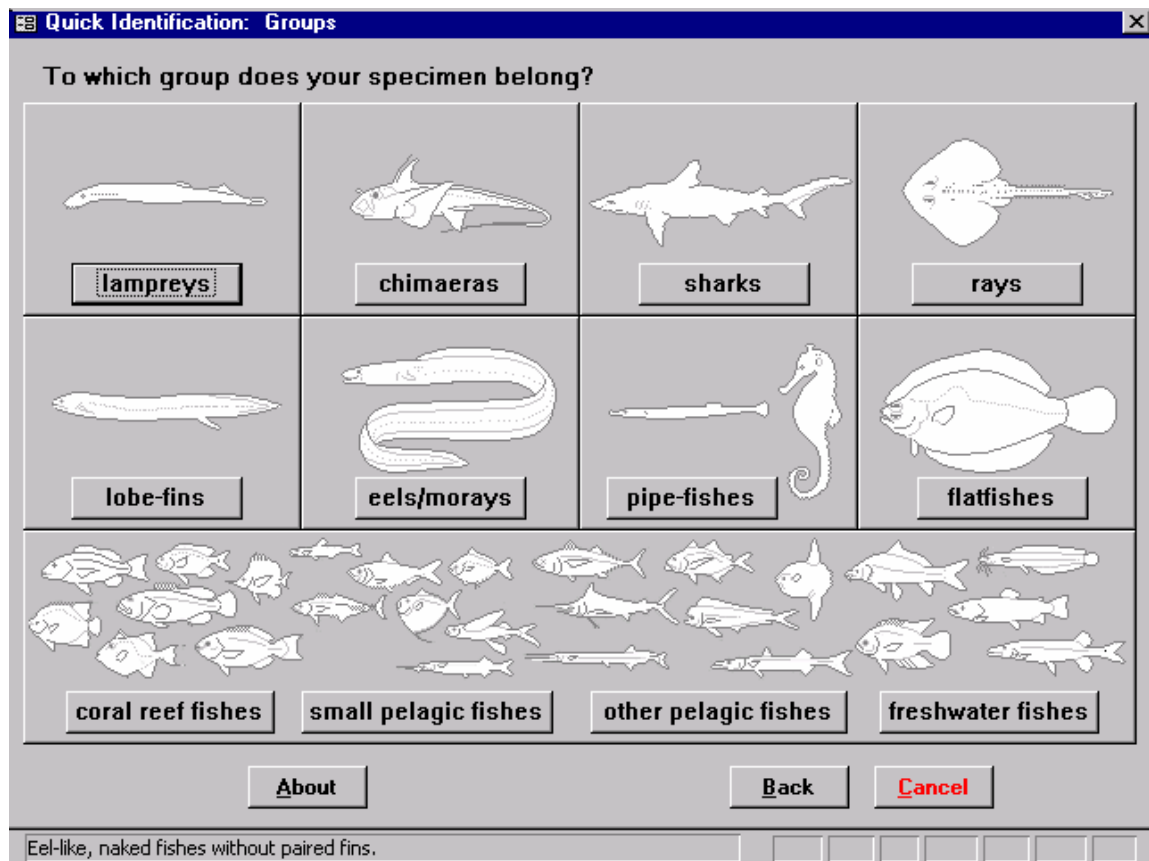 Quick Identification: Groups
To which group does your specimen belong?
lampreys
chimaeras
sharks
rays
lobe-fins
eels/morays
pipe-fishes
flatfishes
coral reef fishes
small pelagic fishes
other pelagic fishes
freshwater fishes
About
Back
Cancel
Eel-like, naked fishes without paired fins.